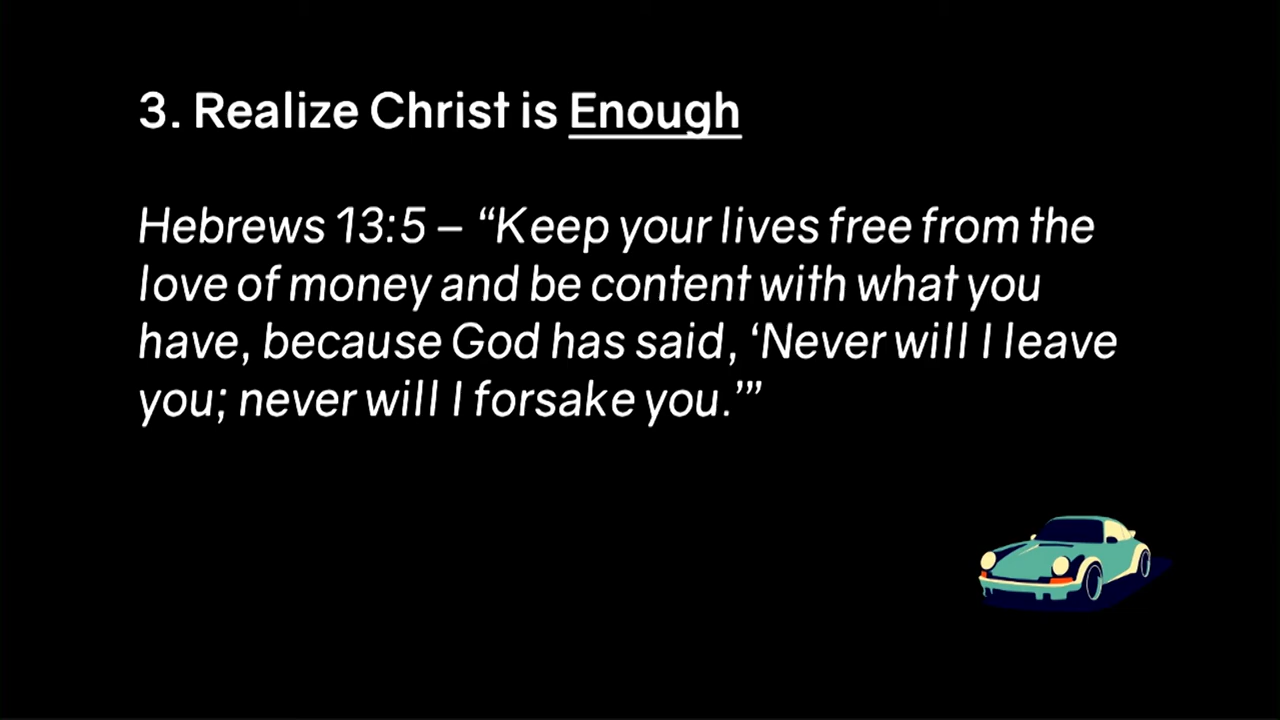 3. Realize Christ is Enough
Hebrews 13:5 – “Keep your lives free from the
love of money and be content with what you
have, because God has said, ‘Never will I leave
you; never will I forsake you.’”